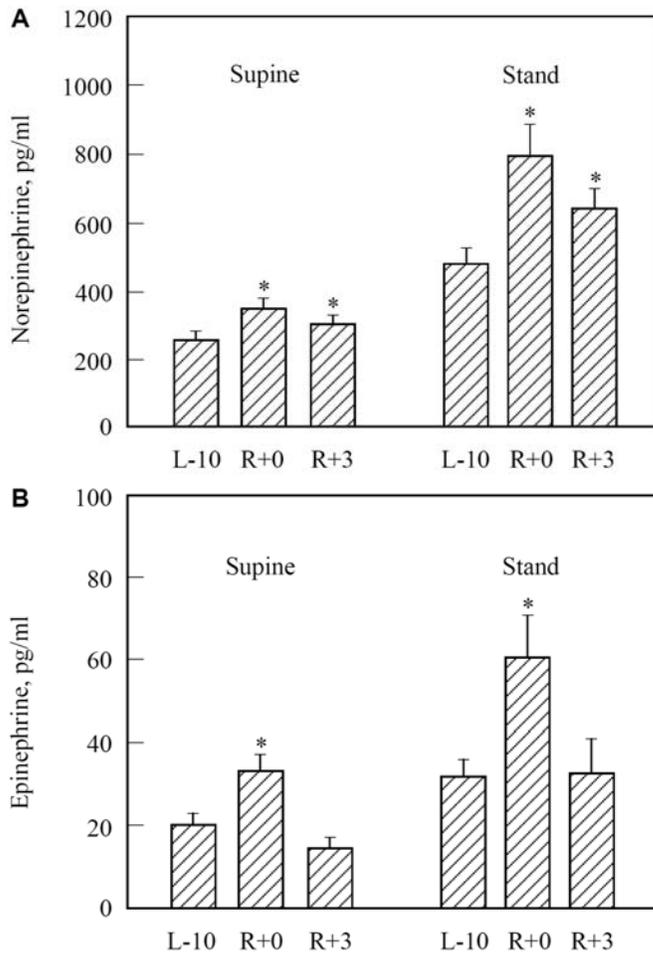 A
1200
1000
800
600
400
200
0
Norepinephrine, pg/ml
Supine
Stand
* * * *
L-10 R+0 R+3 L-10 R+0 R+3
B
100
80
60
40
20
0
Epinephrine, pg/ml
Supine
Stand
* *
L-10 R+0 R+3 L-10 R+0 R+3